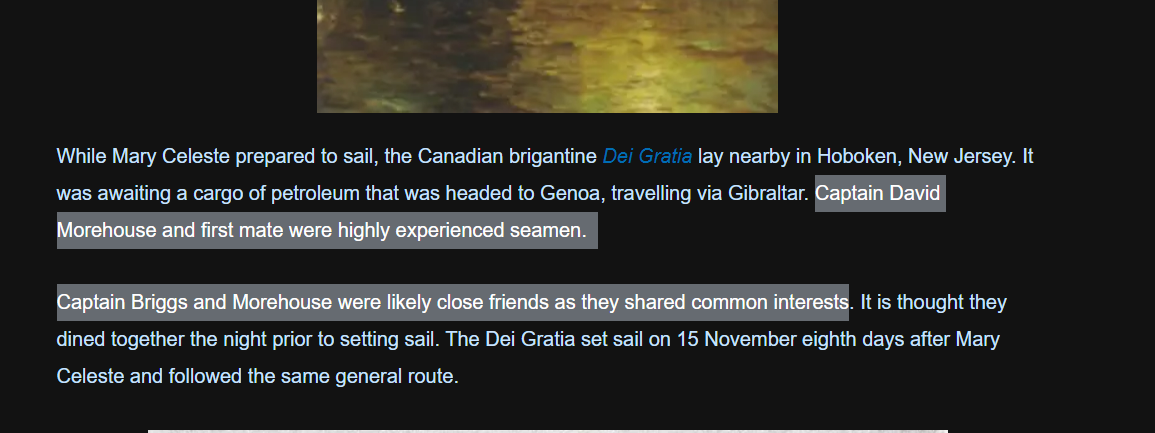 While Mary Celeste prepared to sail, the Canadian brigantine Dei Gratia lay nearby in Hoboken, New Jersey. It
was awaiting a cargo of petroleum that was headed to Genoa, travelling via Gibraltar. Captain David
Morehouse and first mate were highly experienced seamen.
Captain Briggs and Morehouse were likely close friends as they shared common interests. It is thought they
dined together the night prior to setting sail. The Dei Gratia set sail on 15 November eighth days after Mary
Celeste and followed the same general route.